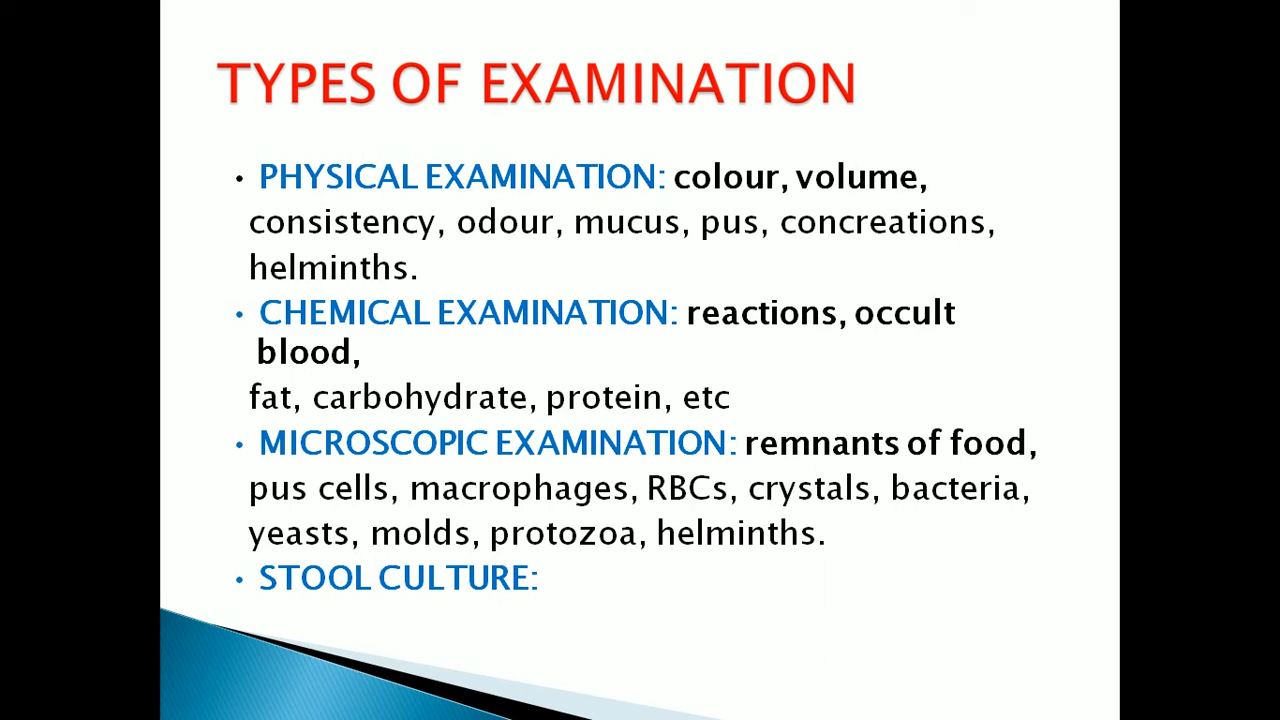 TYPES OF EXAMINATION
• PHYSICAL EXAMINATION: colour, volume,
consistency, odour, mucus, pus, concreations,
helminths.
• CHEMICAL EXAMINATION: reactions, occult
blood,
fat, carbohydrate, protein, etc
• MICROSCOPIC EXAMINATION: remnants of food,
pus cells, macrophages, RBCs, crystals, bacteria,
yeasts, molds, protozoa, helminths.
• STOOL CULTURE: